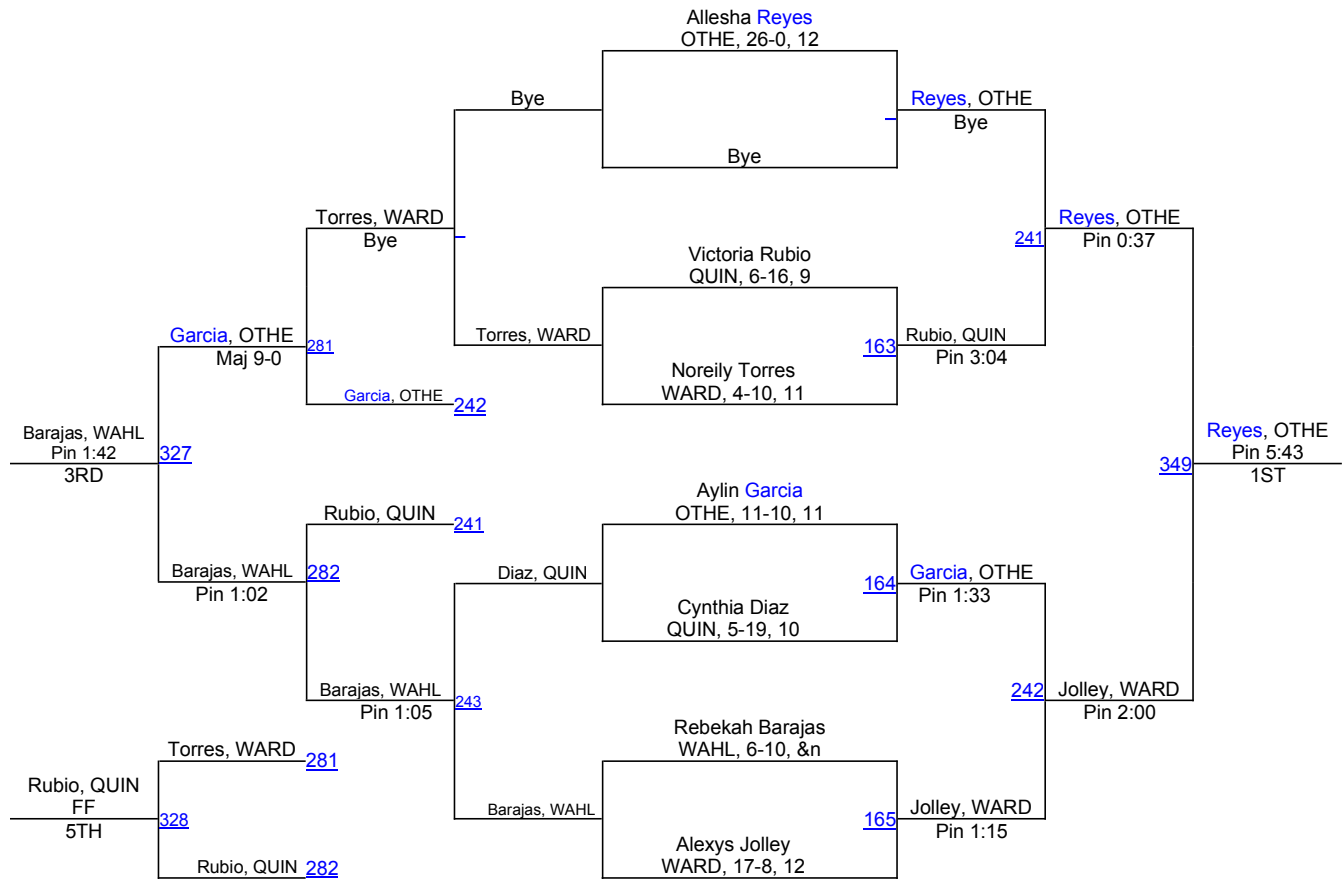 Allesha Reyes
OTHE, 26-0, 12
Bye
Reyes, OTHE
Bye
Bye
Torres, WARD
Bye
Reyes, OTHE
241
Pin 0:37
Victoria Rubio
QUIN, 6-16, 9
Garcia, OTHE
281
Maj 9-0
Torres, WARD
163
Rubio, QUIN
Pin 3:04
Noreily Torres
WARD, 4-10, 11
Garcia, OTHE
242
Barajas, WAHL
Pin 1:42
327
3RD
Reyes, OTHE
Pin 5:43
349
1ST
Aylin Garcia
OTHE, 11-10, 11
Rubio, QUIN
241
Barajas, WAHL
282
Pin 1:02
Diaz, QUIN
164
Garcia, OTHE
Pin 1:33
Cynthia Diaz
QUIN, 5-19, 10
Barajas, WAHL
243
Pin 1:05
242
Jolley, WARD
Pin 2:00
Rebekah Barajas
WAHL, 6-10, &n
Torres, WARD
281
Rubio, QUIN
FF
328
5TH
Barajas, WAHL
165
Jolley, WARD
Pin 1:15
Alexys Jolley
WARD, 17-8, 12
Rubio, QUIN
282